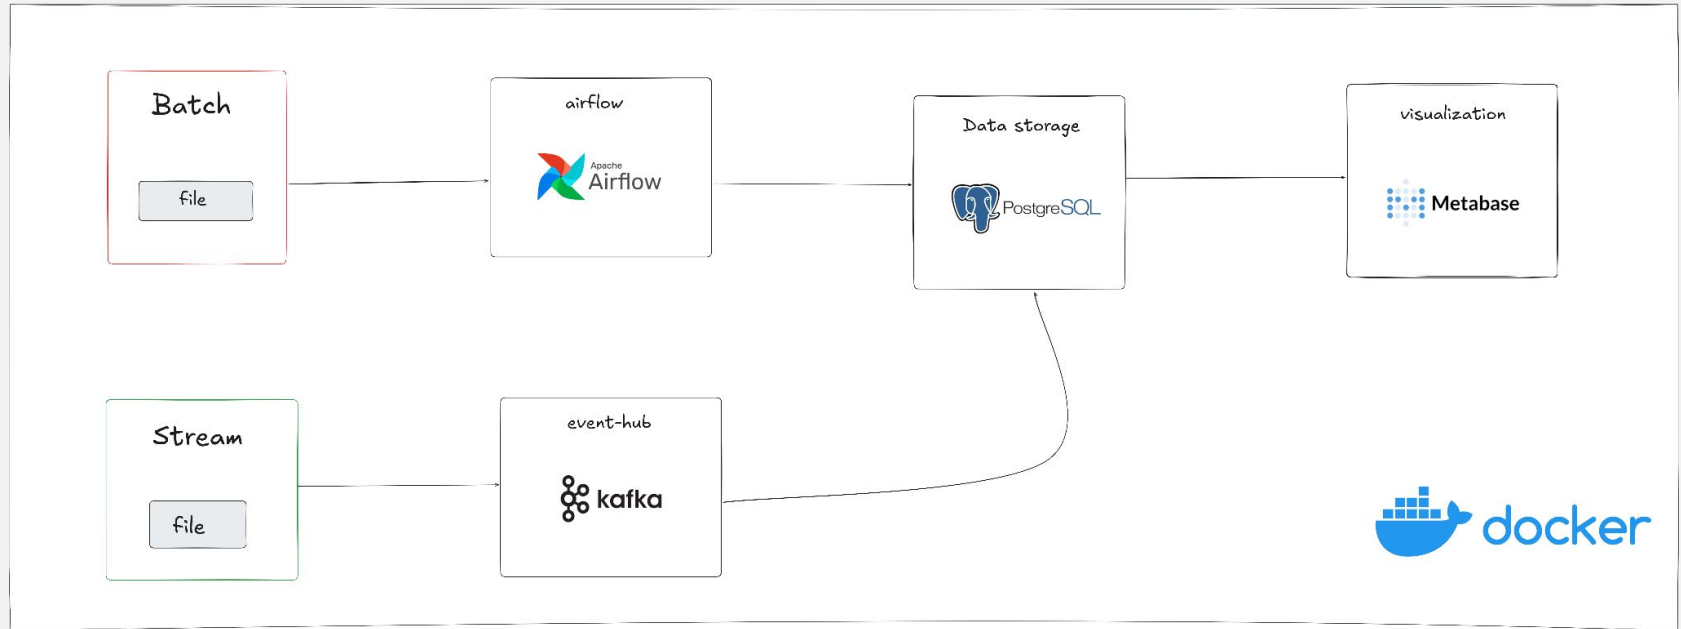 Batch
file
airflow
Apache
Airflow
Data storage
PostgreSQL
visualization
Metabase
Stream
file
event-hub
kafka
docker